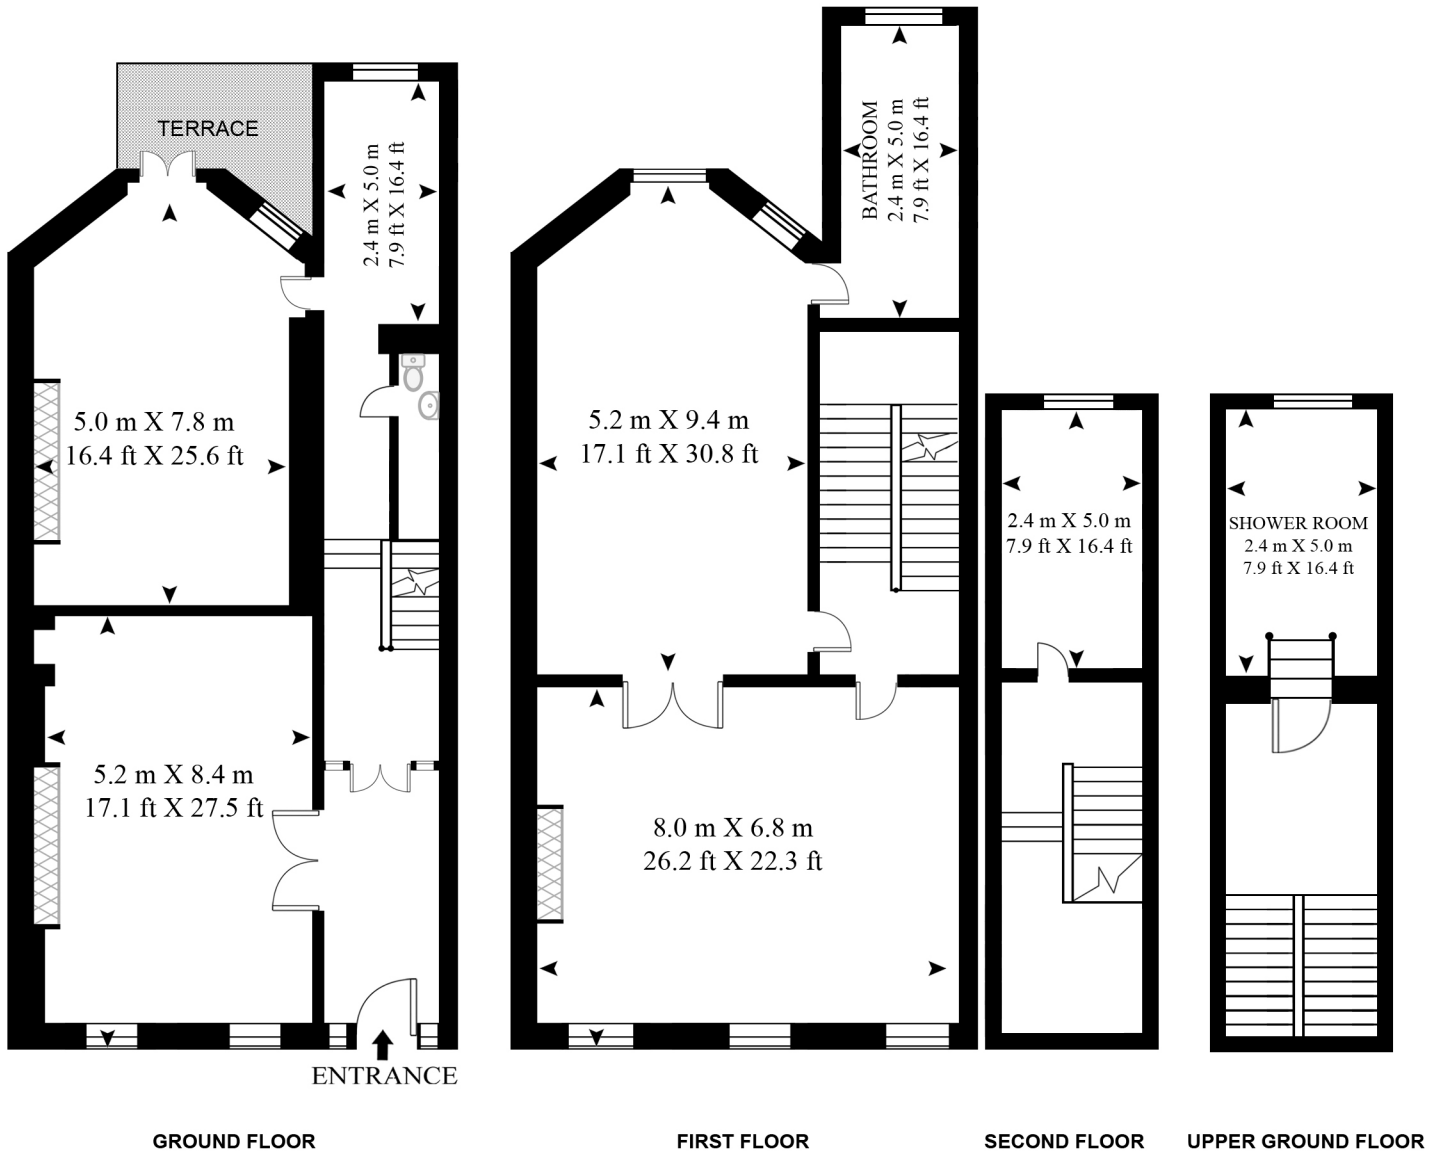 TERRACE
2.4 m X 5.0 m
7.9 ft X 16.4 ft
5.0 m X 7.8 m
16.4 ft X 25.6 ft
5.2 m X 8.4 m
17.1 ft X 27.5 ft
ENTRANCE
GROUND FLOOR
BATHROOM
2.4 m X 5.0 m
7.9 ft X 16.4 ft
5.2 m X 9.4 m
17.1 ft X 30.8 ft
8.0 m X 6.8 m
26.2 ft X 22.3 ft
FIRST FLOOR
2.4 m X 5.0 m
7.9 ft X 16.4 ft
SECOND FLOOR
SHOWER ROOM
2.4 m X 5.0 m
7.9 ft X 16.4 ft
UPPER GROUND FLOOR